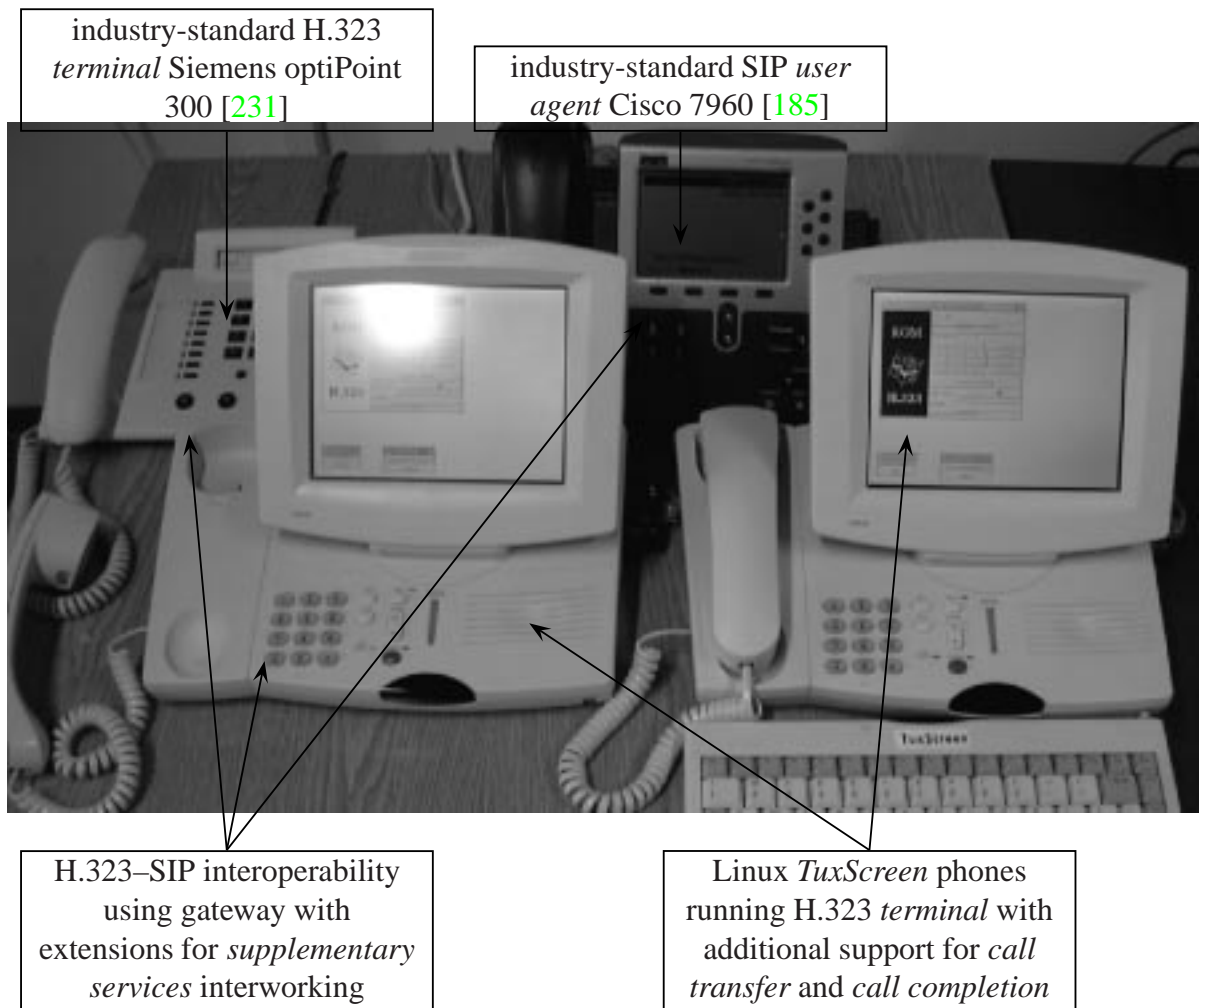 industry-standard H.323
terminal Siemens optiPoint
300 [231]
industry-standard SIP user
agent Cisco 7960 [185]
H.323
H.323
TuxScreen
H.323–SIP interoperability
using gateway with
extensions for supplementary
services interworking
Linux TuxScreen phones
running H.323 terminal with
additional support for call
transfer and call completion